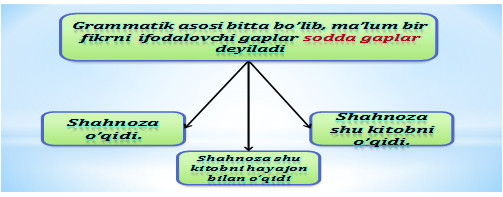 Grammatik asosi bitta bo'lib, ma'lum bir
fikrni ifodalovchi gaplar sodda gaplar
deyiladi
Shahnoza
o'qidi.
Shahnoza shu
kitobni hayajon
bilan o'qidi
Shahnoza
shu kitobni
o'qidi.